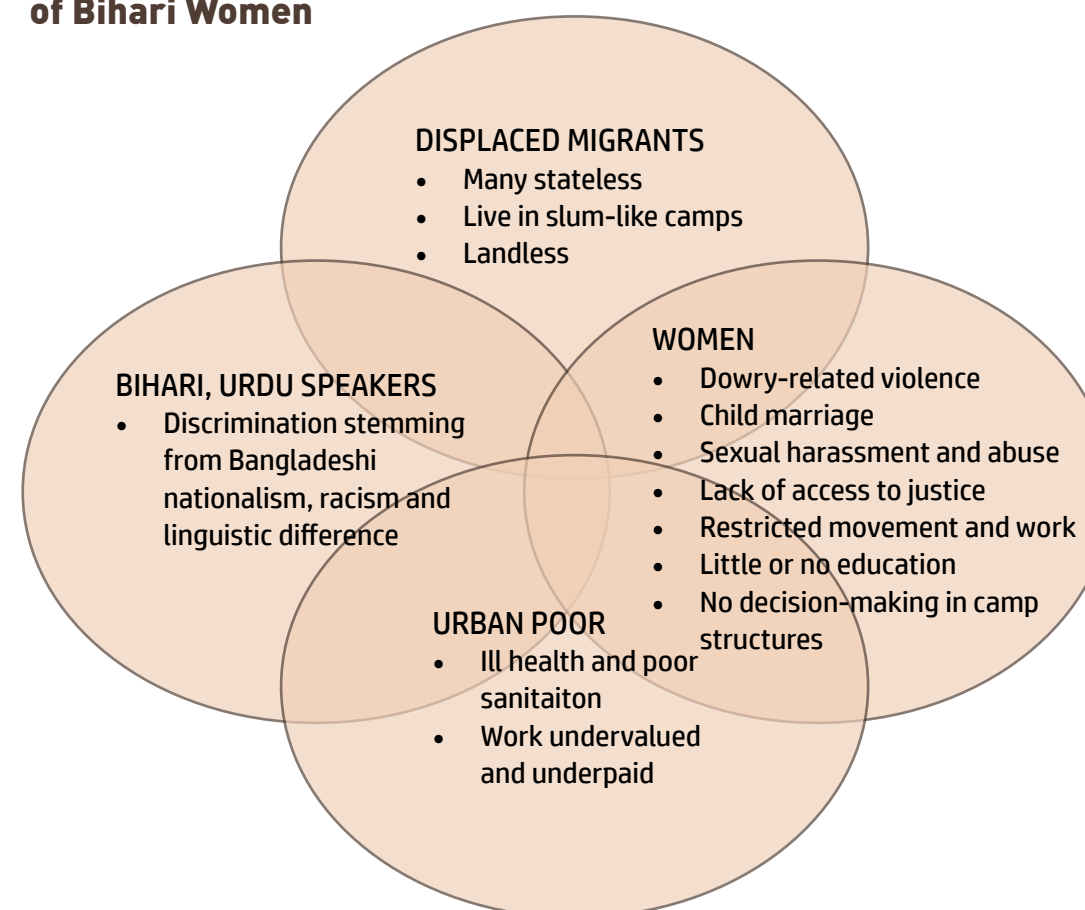 of Bihari Women
DISPLACED MIGRANTS
• Many stateless
• Live in slum-like camps
• Landless
BIHARI, URDU SPEAKERS
• Discrimination stemming
from Bangladeshi
nationalism, racism and
linguistic difference
WOMEN
• Dowry-related violence
• Child marriage
• Sexual harassment and abuse
• Lack of access to justice
• Restricted movement and work
• Little or no education
• No decision-making in camp
structures
URBAN POOR
• Ill health and poor
sanitaiton
• Work undervalued
and underpaid